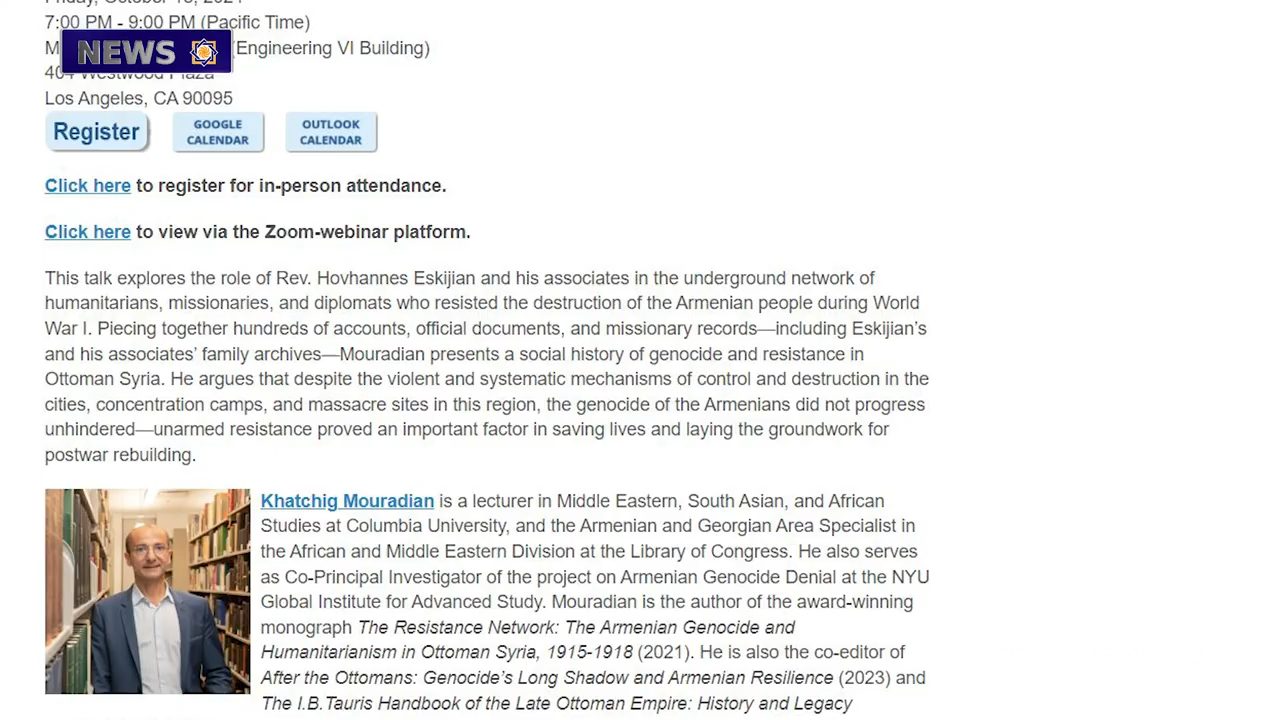 7:00 PM - 9:00 PM (Pacific Time)
NEWS
(Engineering VI Building)
404 Westwood Plaza
Los Angeles, CA 90095
Register
GOOGLE CALENDAR
OUTLOOK CALENDAR
Click here to register for in-person attendance.
Click here to view via the Zoom-webinar platform.
This talk explores the role of Rev. Hovhannes Eskijian and his associates in the underground network of
humanitarians, missionaries, and diplomats who resisted the destruction of the Armenian people during World
War I. Piecing together hundreds of accounts, official documents, and missionary records—including Eskijian’s
and his associates’ family archives—Mouradian presents a social history of genocide and resistance in
Ottoman Syria. He argues that despite the violent and systematic mechanisms of control and destruction in the
cities, concentration camps, and massacre sites in this region, the genocide of the Armenians did not progress
unhindered—unarmed resistance proved an important factor in saving lives and laying the groundwork for
postwar rebuilding.
Khatchig Mouradian is a lecturer in Middle Eastern, South Asian, and African
Studies at Columbia University, and the Armenian and Georgian Area Specialist in
the African and Middle Eastern Division at the Library of Congress. He also serves
as Co-Principal Investigator of the project on Armenian Genocide Denial at the NYU
Global Institute for Advanced Study. Mouradian is the author of the award-winning
monograph The Resistance Network: The Armenian Genocide and
Humanitarianism in Ottoman Syria, 1915-1918 (2021). He is also the co-editor of
After the Ottomans: Genocide’s Long Shadow and Armenian Resilience (2023) and
The I.B.Tauris Handbook of the Late Ottoman Empire: History and Legacy